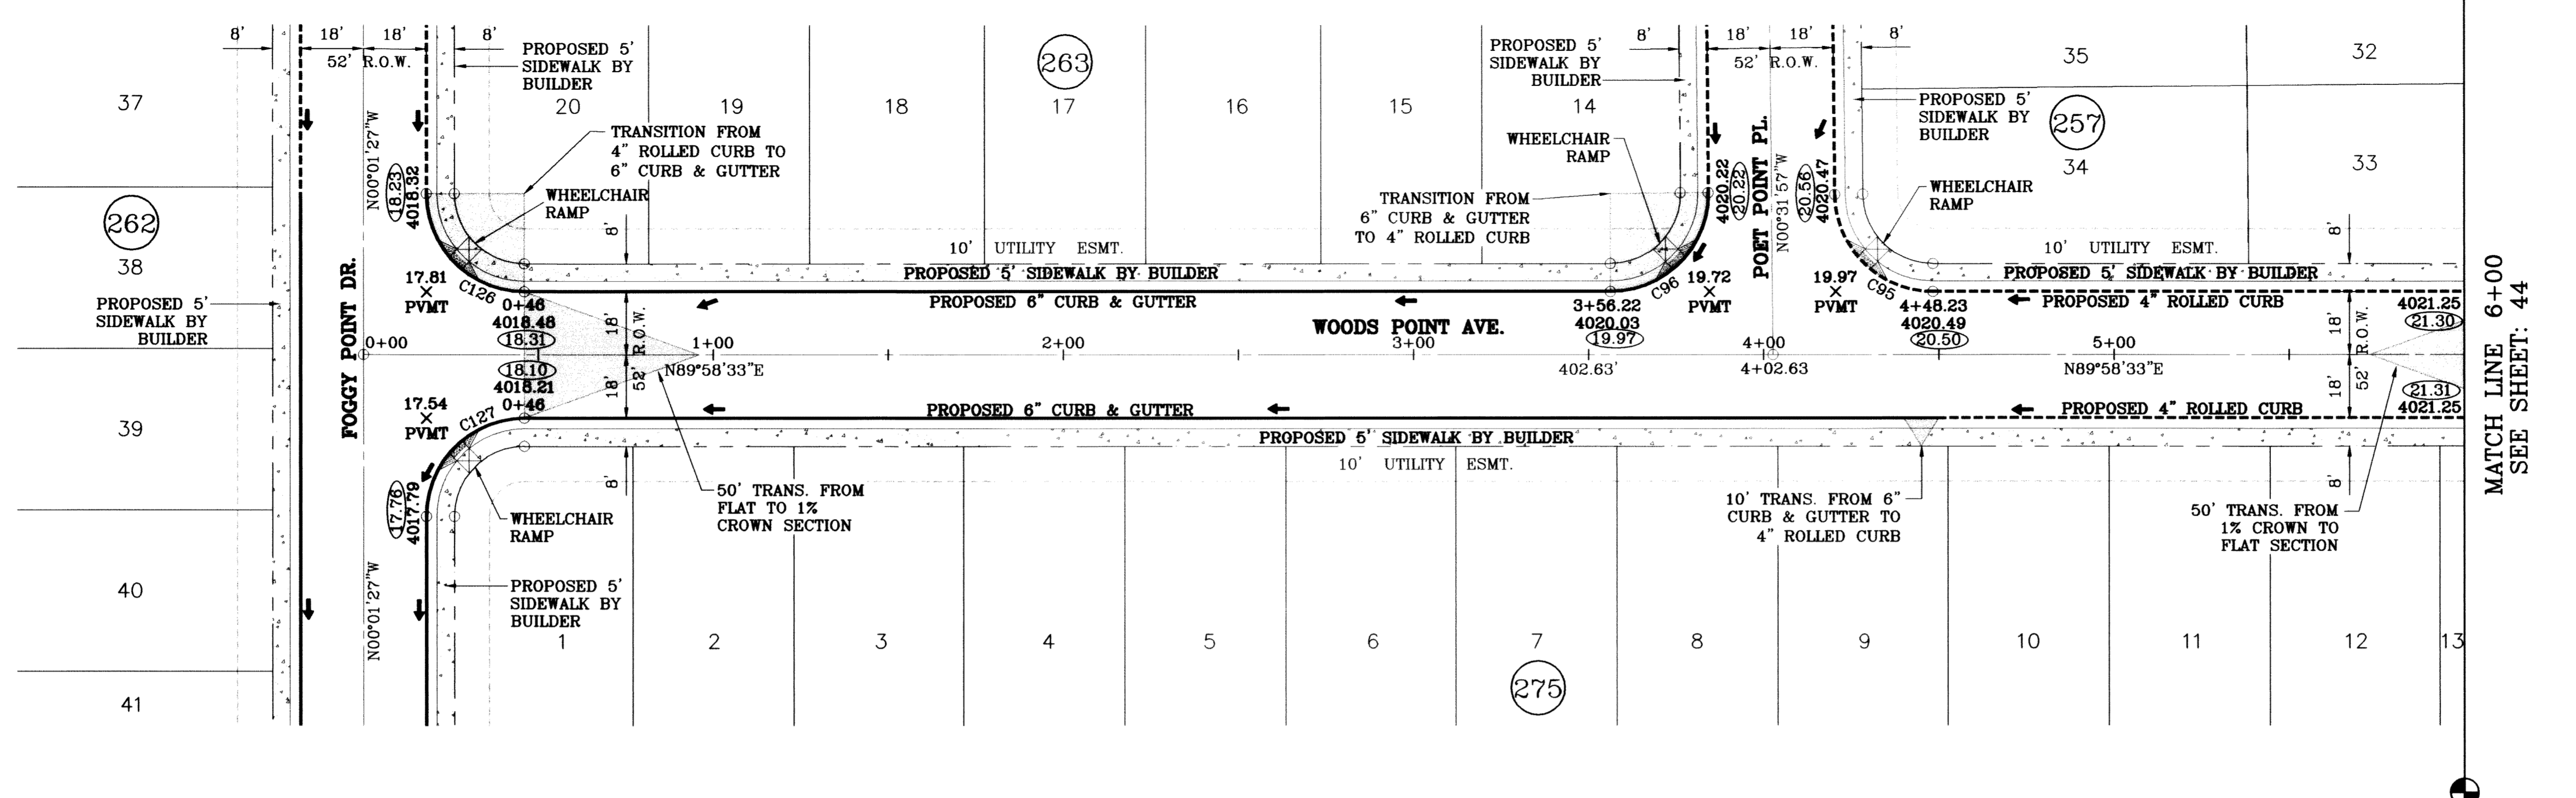 8'
18'
18'
8'
52' R.O.W.
PROPOSED 5'
SIDEWALK BY
BUILDER
37
20
19
18
17
16
15
14
263
TRANSITION FROM
4" ROLLED CURB TO
6" CURB & GUTTER
WHEELCHAIR
RAMP
N00°01'27"W
18.23
4018.32
262
38
PROPOSED 5'
SIDEWALK BY
BUILDER
39
40
41
FOGGY POINT DR.
17.81
PVMT
C126
0+46
4018.48
18.31
0+00
18.10
4018.21
0+46
17.54
PVMT
C127
17.76
4017.79
N00°01'27"W
WHEELCHAIR
RAMP
PROPOSED 5'
SIDEWALK BY
BUILDER
8'
18'
18'
52' R.O.W.
8'
1+00
N89°58'33"E
50' TRANS. FROM
FLAT TO 1%
CROWN SECTION
10' UTILITY ESMT.
PROPOSED 5' SIDEWALK BY BUILDER
PROPOSED 6" CURB & GUTTER
WOODS POINT AVE.
2+00
3+00
402.63'
4+00
4+02.63
PROPOSED 6" CURB & GUTTER
PROPOSED 5' SIDEWALK BY BUILDER
10' UTILITY ESMT.
PROPOSED 5'
SIDEWALK BY
BUILDER
8'
18'
18'
8'
52' R.O.W.
WHEELCHAIR
RAMP
TRANSITION FROM
6" CURB & GUTTER
TO 4" ROLLED CURB
4020.22
20.22
POET POINT PL.
N00°31'57"W
20.56
4020.47
C96
19.72
PVMT
3+56.22
4020.03
19.97
19.97
PVMT
C95
4+48.23
4020.49
20.50
PROPOSED 5'
SIDEWALK BY
BUILDER
257
35
32
34
33
WHEELCHAIR
RAMP
10' UTILITY ESMT.
PROPOSED 5' SIDEWALK BY BUILDER
PROPOSED 4" ROLLED CURB
5+00
N89°58'33"E
PROPOSED 4" ROLLED CURB
8'
18'
18'
52' R.O.W.
8'
4021.25
21.30
21.31
4021.25
10' TRANS. FROM 6"
CURB & GUTTER TO
4" ROLLED CURB
50' TRANS. FROM
1% CROWN TO
FLAT SECTION
1
2
3
4
5
6
7
8
9
10
11
12
13
275
MATCH LINE 6+00
SEE SHEET: 44